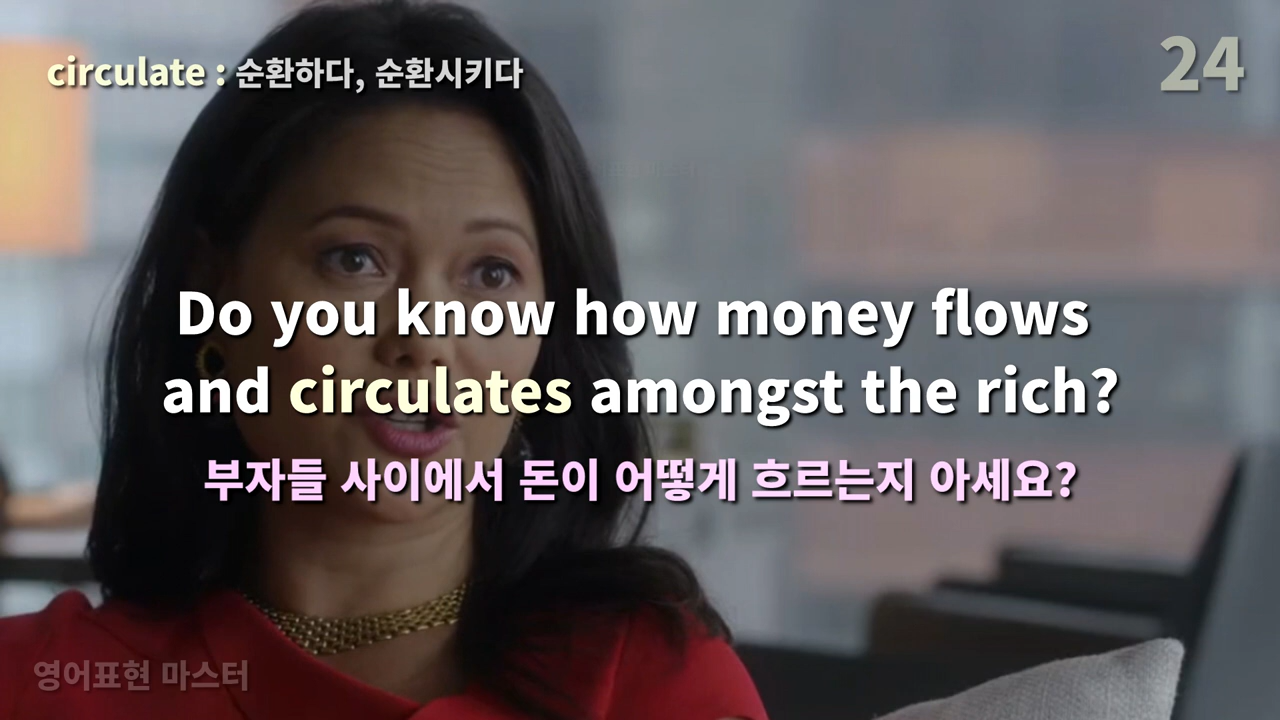 circulate : 순환하다, 순환시키다
24
Do you know how money flows
and circulates amongst the rich?
부자들 사이에서 돈이 어떻게 흐르는지 아세요?
영어표현 마스터